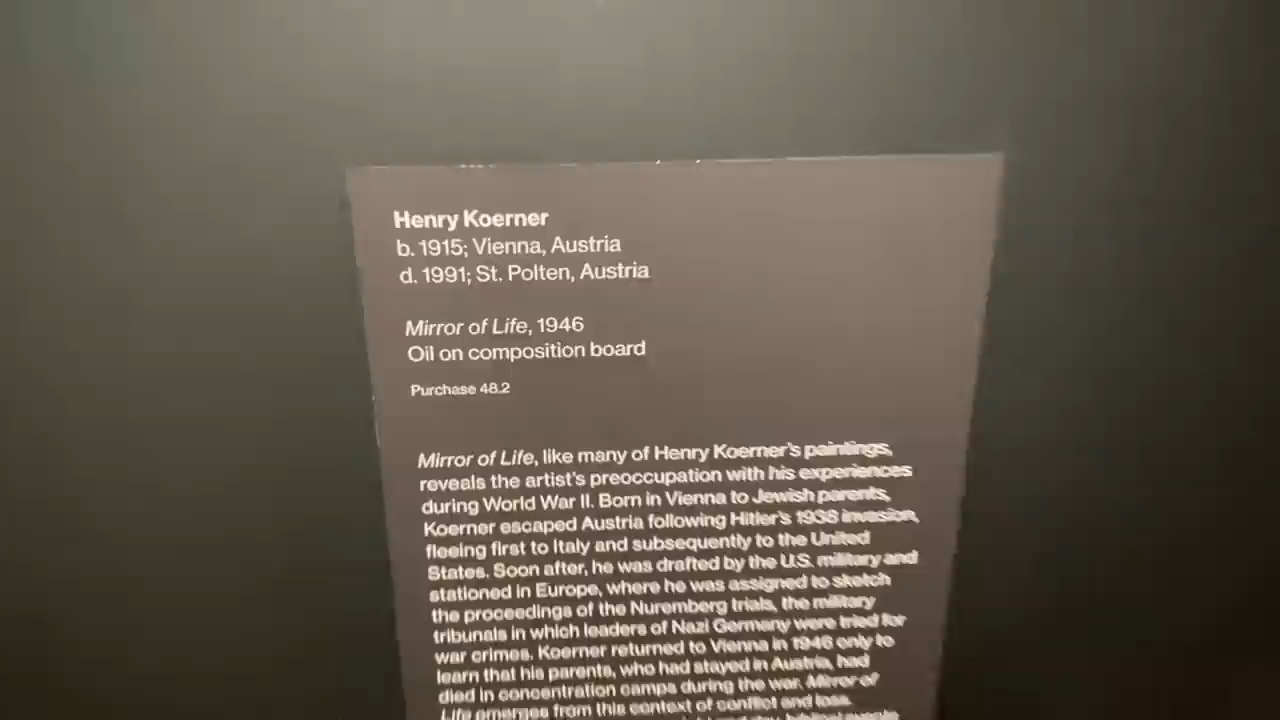 Henry Koerner
b. 1915; Vienna, Austria
d. 1991; St. Polten, Austria
Mirror of Life, 1946
Oil on composition board
Purchase 48.2
Mirror of Life, like many of Henry Koerner's paintings,
reveals the artist's preoccupation with his experiences
during World War II. Born in Vienna to Jewish parents,
Koerner escaped Austria following Hitler's 1938 invasion,
fleeing first to Italy and subsequently to the United
States. Soon after, he was drafted by the U.S. military and
stationed in Europe, where he was assigned to sketch
the proceedings of the Nuremberg trials, the military
tribunals in which leaders of Nazi Germany were tried for
war crimes. Koerner returned to Vienna in 1946 only to
learn that his parents, who had stayed in Austria, had
died in concentration camps during the war. Mirror of
Life emerges from this context of conflict and loss.